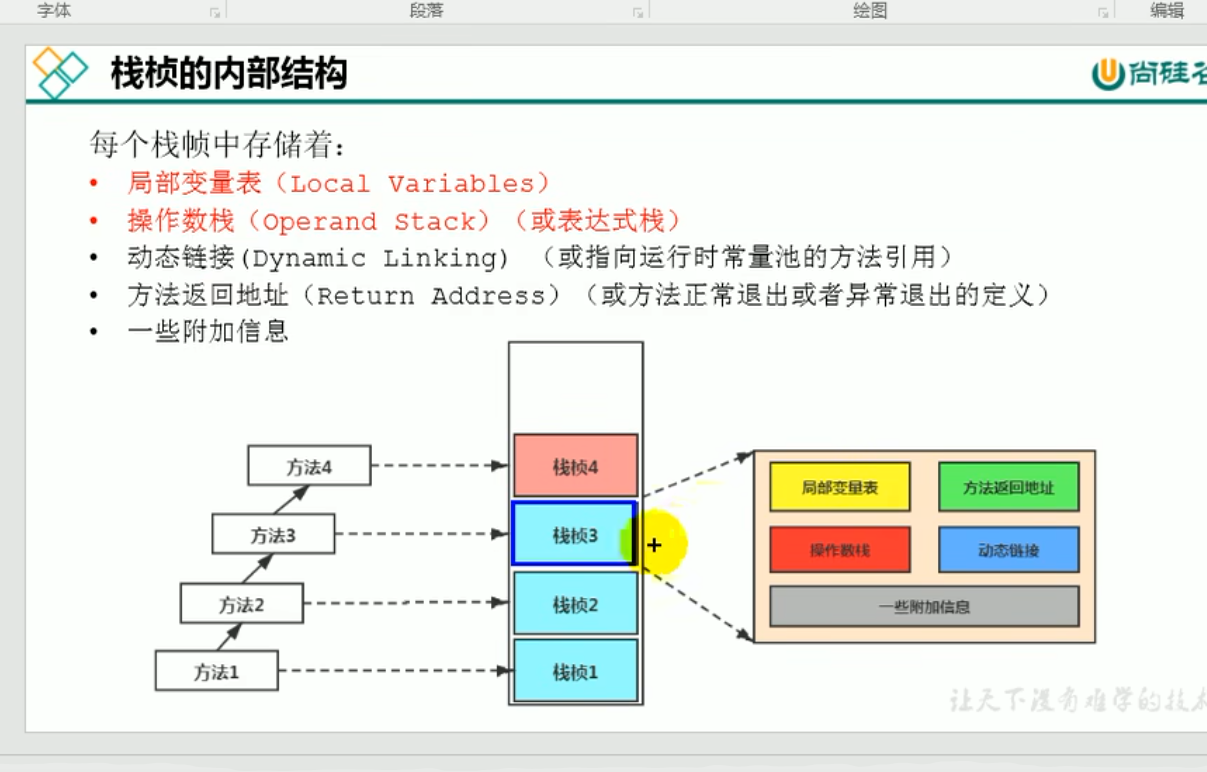 字体 段落 绘图 编辑
栈桢的内部结构
尚硅谷
每个栈帧中存储着：
• 局部变量表（Local Variables）
• 操作数栈（Operand Stack）（或表达式栈）
• 动态链接(Dynamic Linking) （或指向运行时常量池的方法引用）
• 方法返回地址（Return Address）（或方法正常退出或者异常退出的定义）
• 一些附加信息
方法4
方法3
方法2
方法1
栈桢4
栈桢3
栈桢2
栈桢1
局部变量表 方法返回地址
操作数栈 动态链接
一些附加信息
让天下没有难学的技术